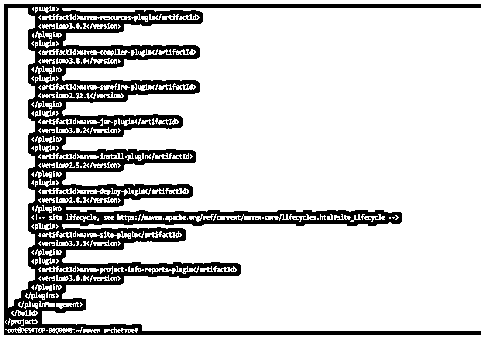 <plugin>
<artifactId>maven-resources-plugin</artifactId>
<version>3.0.2</version>
</plugin>
<plugin>
<artifactId>maven-compiler-plugin</artifactId>
<version>3.8.0</version>
</plugin>
<plugin>
<artifactId>maven-surefire-plugin</artifactId>
<version>2.22.1</version>
</plugin>
<plugin>
<artifactId>maven-jar-plugin</artifactId>
<version>3.0.2</version>
</plugin>
<plugin>
<artifactId>maven-install-plugin</artifactId>
<version>2.5.2</version>
</plugin>
<plugin>
<artifactId>maven-deploy-plugin</artifactId>
<version>2.8.2</version>
</plugin>
<!-- site lifecycle, see https://maven.apache.org/ref/current/maven-core/lifecycles.html#site_Lifecycle -->
<plugin>
<artifactId>maven-site-plugin</artifactId>
<version>3.7.1</version>
</plugin>
<plugin>
<artifactId>maven-project-info-reports-plugin</artifactId>
<version>3.0.0</version>
</plugin>
</plugins>
</pluginManagement>
</build>
</project>